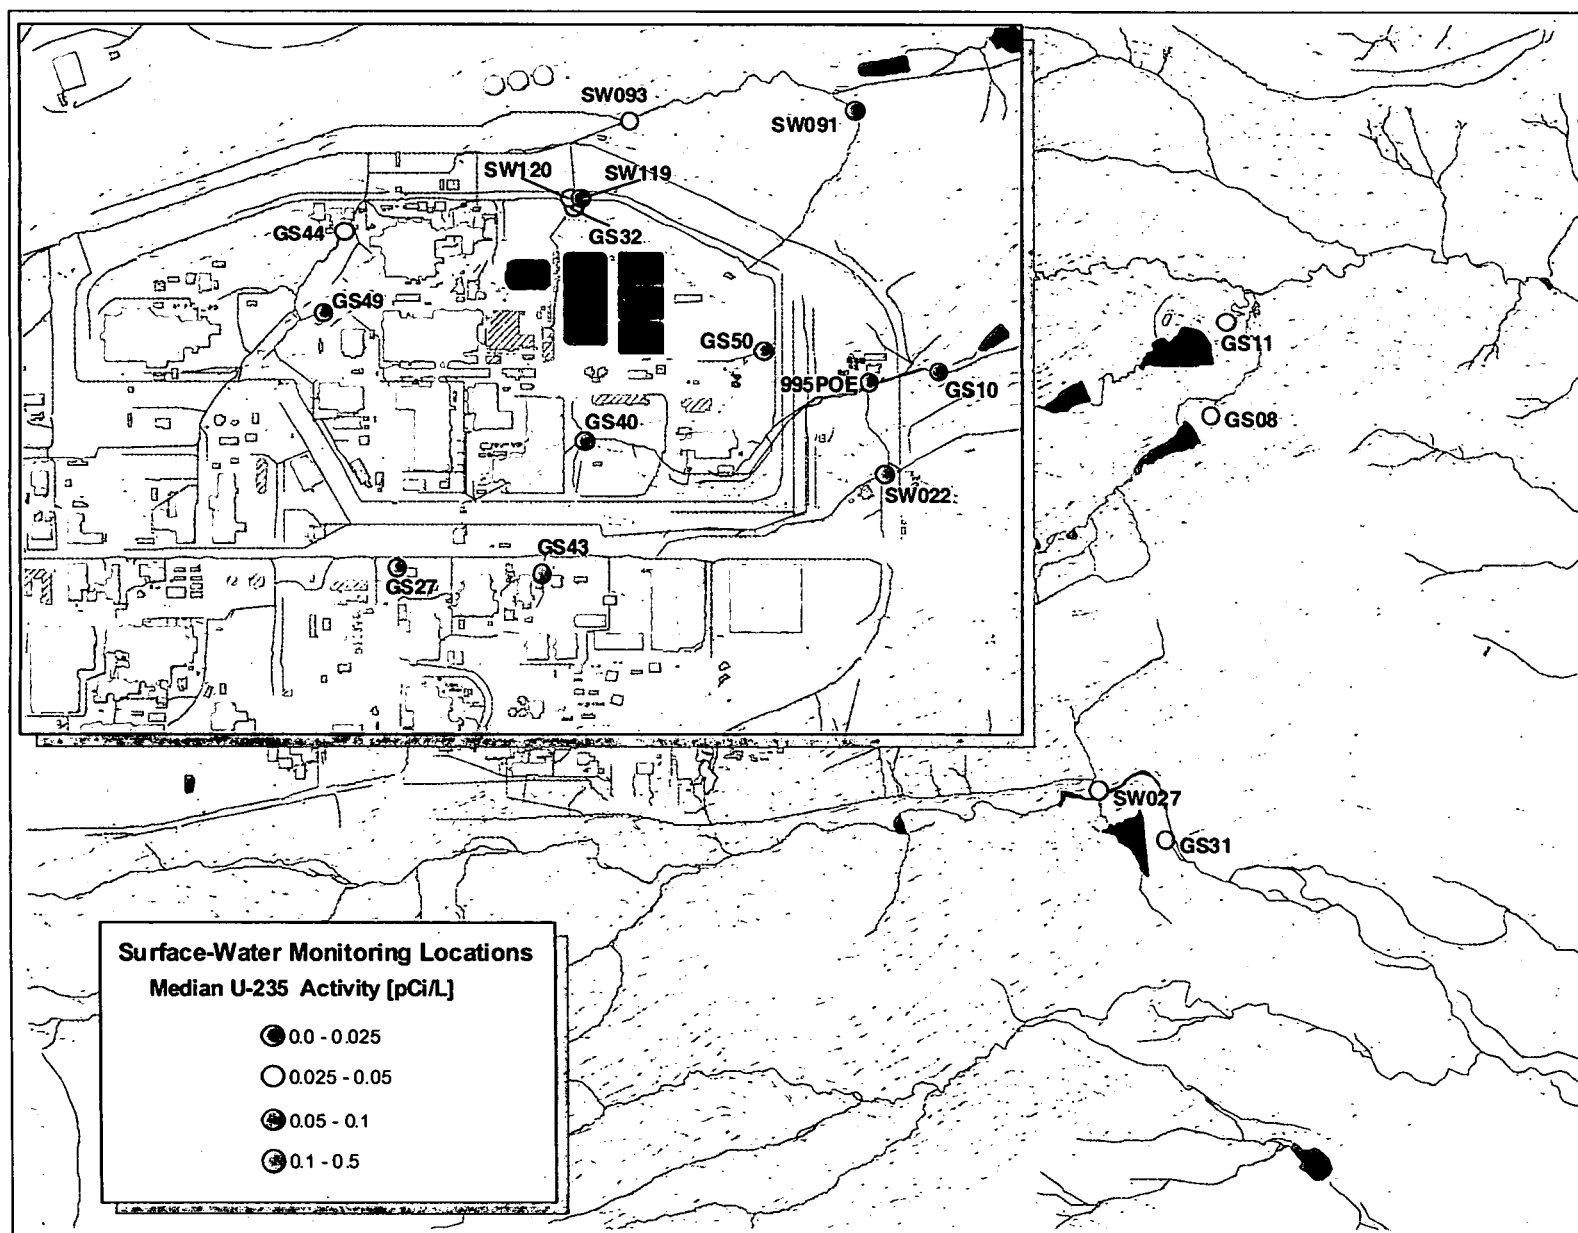 SW093
SW091
SW120
SW119
GS44
GS32
GS49
GS50
995POE
GS10
GS11
GS08
GS40
SW022
GS43
GS27
SW027
GS31
Surface-Water Monitoring Locations
Median U-235 Activity [pCi/L]
0.0 - 0.025
0.025 - 0.05
0.05 - 0.1
0.1 - 0.5